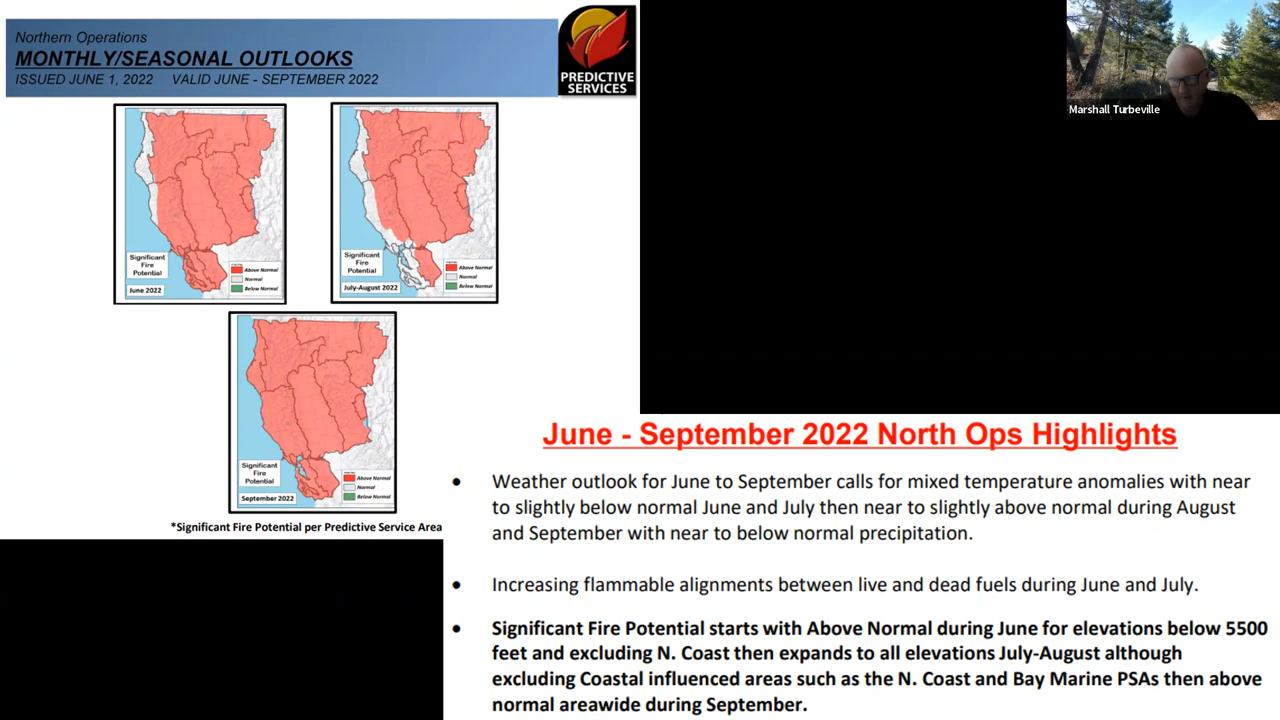 Northern Operations
MONTHLY/SEASONAL OUTLOOKS
ISSUED JUNE 1, 2022 VALID JUNE - SEPTEMBER 2022
PREDICTIVE
SERVICES
Marshall Turbeville
Significant
Fire
Potential
June 2022
Above Normal
Normal
Below Normal
Significant
Fire
Potential
July-August 2022
Above Normal
Normal
Below Normal
Significant
Fire
Potential
September 2022
Above Normal
Normal
Below Normal
*Significant Fire Potential per Predictive Service Area
June - September 2022 North Ops Highlights
• Weather outlook for June to September calls for mixed temperature anomalies with near
to slightly below normal June and July then near to slightly above normal during August
and September with near to below normal precipitation.
• Increasing flammable alignments between live and dead fuels during June and July.
• Significant Fire Potential starts with Above Normal during June for elevations below 5500
feet and excluding N. Coast then expands to all elevations July-August although
excluding Coastal influenced areas such as the N. Coast and Bay Marine PSAs then above
normal areawide during September.